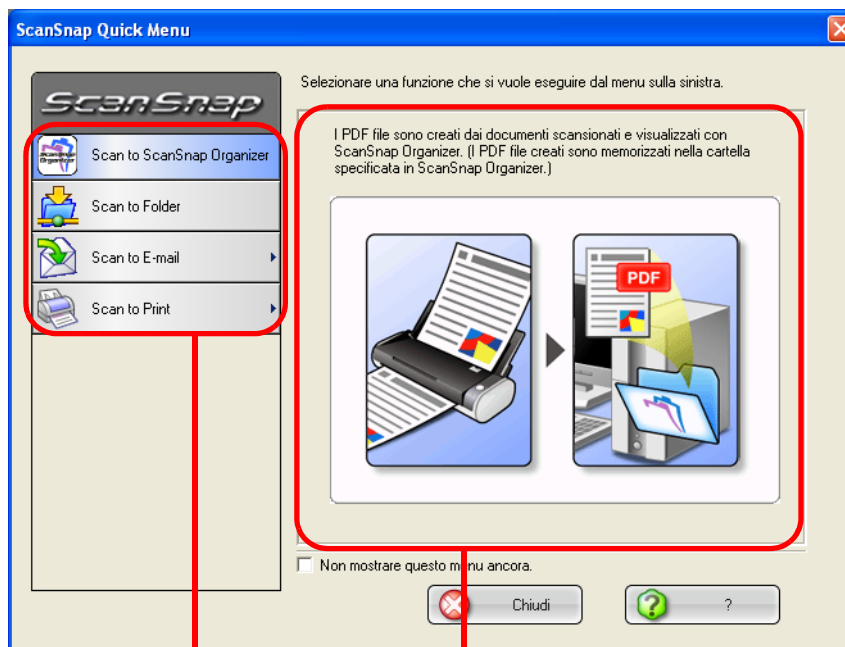 ScanSnap Quick Menu
ScanSnap
Selezionare una funzione che si vuole eseguire dal menu sulla sinistra.
Scan to ScanSnap Organizer
Scan to Folder
Scan to E-mail
Scan to Print
I PDF file sono creati dai documenti scansionati e visualizzati con
ScanSnap Organizer. (I PDF file creati sono memorizzati nella cartella
specificata in ScanSnap Organizer.)
PDF
Non mostrare questo menu ancora.
Chiudi
?